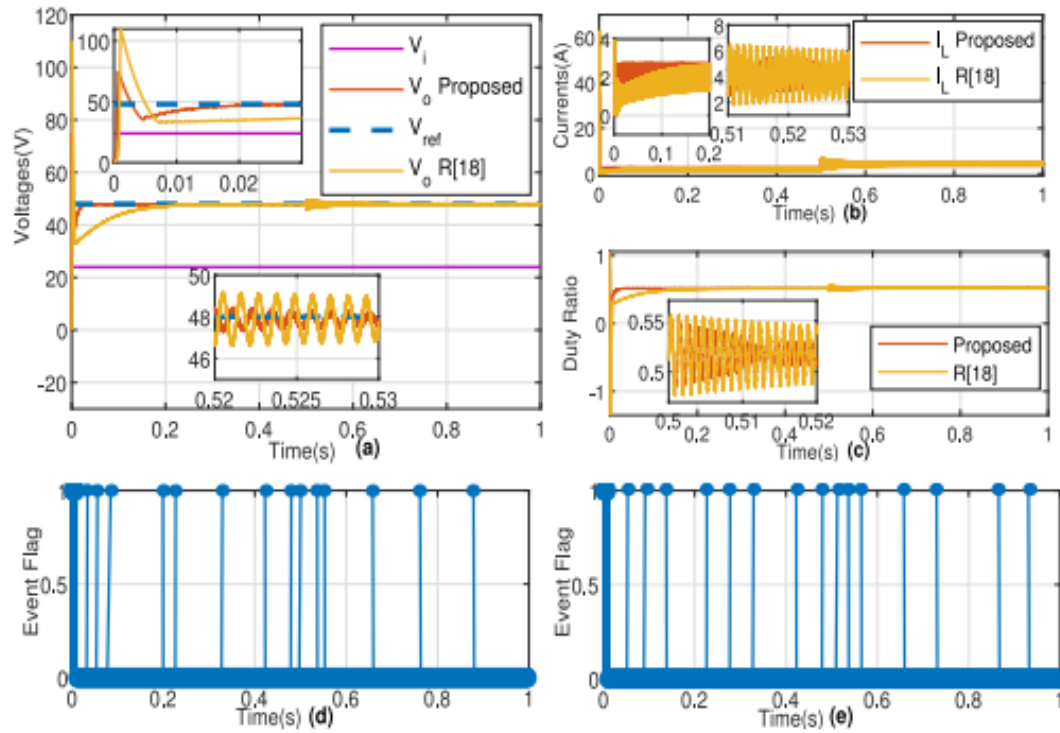 120
100
80
60
40
20
0
-20
Voltages(V)
100
50
0
0 0.01 0.02
V_i
V_o Proposed
V_ref
V_o R[18]
50
48
46
0.52 0.525 0.53
0 0.2 0.4 0.6 0.8 1
Time(s) (a)
60
40
20
0
Currents(A)
4
2
0
0 0.1 0.2
8
6
4
2
0.51 0.52 0.53
I_L Proposed
I_L R[18]
0 0.2 0.4 0.6 0.8 1
Time(s) (b)
1
0
-1
Duty Ratio
0.55
0.5
0.5 0.51 0.52
Proposed
R[18]
0 0.2 0.4 0.6 0.8 1
Time(s) (c)
1
0.5
0
Event Flag
0 0.2 0.4 0.6 0.8 1
Time(s) (d)
1
0.5
0
Event Flag
0 0.2 0.4 0.6 0.8 1
Time(s) (e)